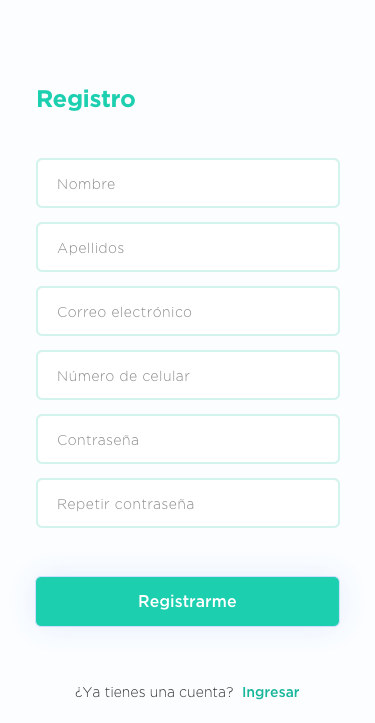 Registro
Nombre
Apellidos
Correo electrónico
Número de celular
Contraseña
Repetir contraseña
Registrarme
¿Ya tienes una cuenta? Ingresar